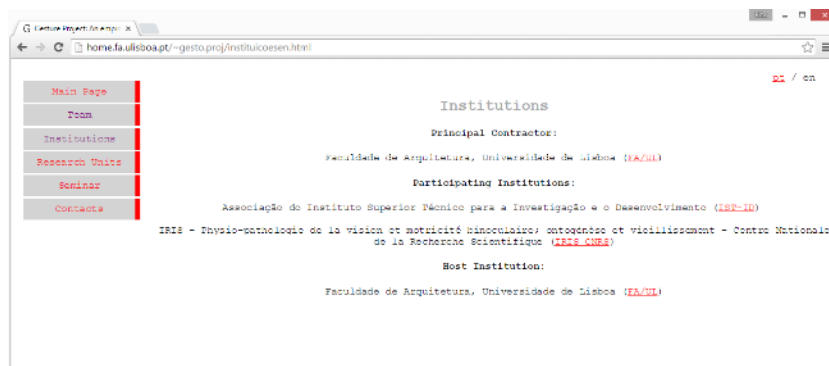 Gesture Project: An empi
home.fa.ulisboa.pt/~gesto.proj/instituicoesen.html
pt / en
Main Page
Team
Institutions
Research Units
Seminar
Contacts
Institutions
Principal Contractor:
Faculdade de Arquitetura, Universidade de Lisboa (FA/UL)
Participating Institutions:
Associação do Instituto Superior Técnico para a Investigação e o Desenvolvimento (IST-ID)
IRIS - Physio-pathologie de la vision et motricité binoculaire; ontogénèse et vieillissement - Centre Nationale
de la Recherche Scientifique (IRIS CNRS)
Host Institution:
Faculdade de Arquitetura, Universidade de Lisboa (FA/UL)